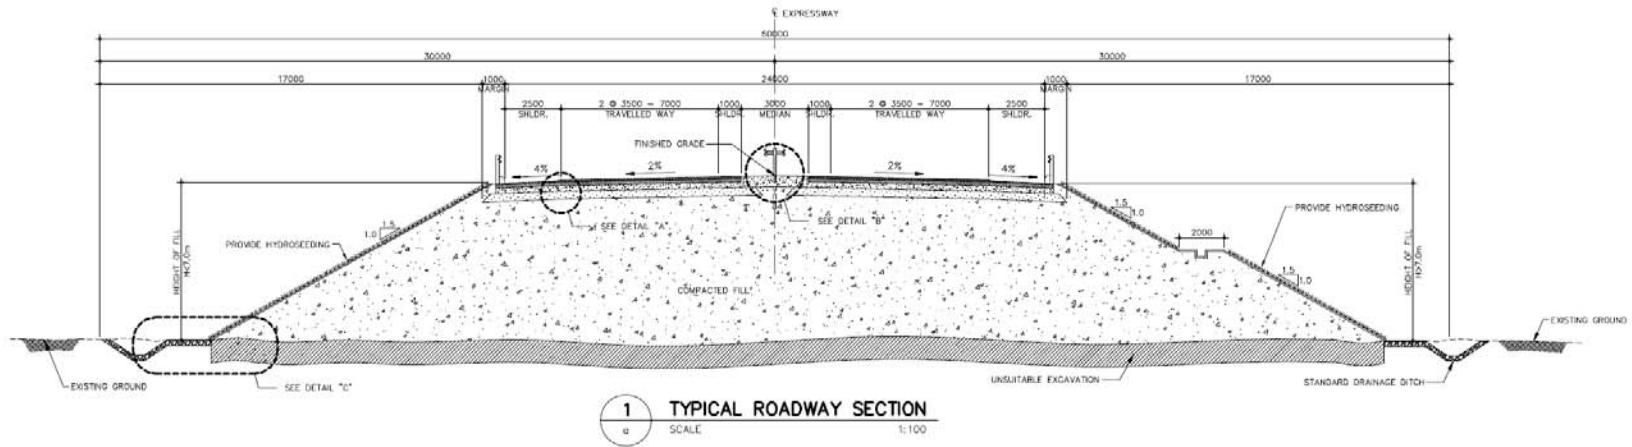 ℄ EXPRESSWAY
60000
30000 30000
17000 1000 24000 1000 17000
MARGIN MARGIN
2500 2 @ 3500 - 7000 1000 3000 1000 2 @ 3500 - 7000 2500
SHLDR. TRAVELLED WAY SHLDR. MEDIAN SHLDR. TRAVELLED WAY SHLDR.
FINISHED GRADE
4% 2% 2% 4%
SEE DETAIL "A"
SEE DETAIL "B"
1.5
1.0
PROVIDE HYDROSEEDING
1.5
1.0
PROVIDE HYDROSEEDING
2000
1.5
1.0
HEIGHT OF FILL
H<7.0m
HEIGHT OF FILL
H>7.0m
COMPACTED FILL
EXISTING GROUND
EXISTING GROUND
SEE DETAIL "C"
UNSUITABLE EXCAVATION
STANDARD DRAINAGE DITCH
1 TYPICAL ROADWAY SECTION
SCALE 1:100